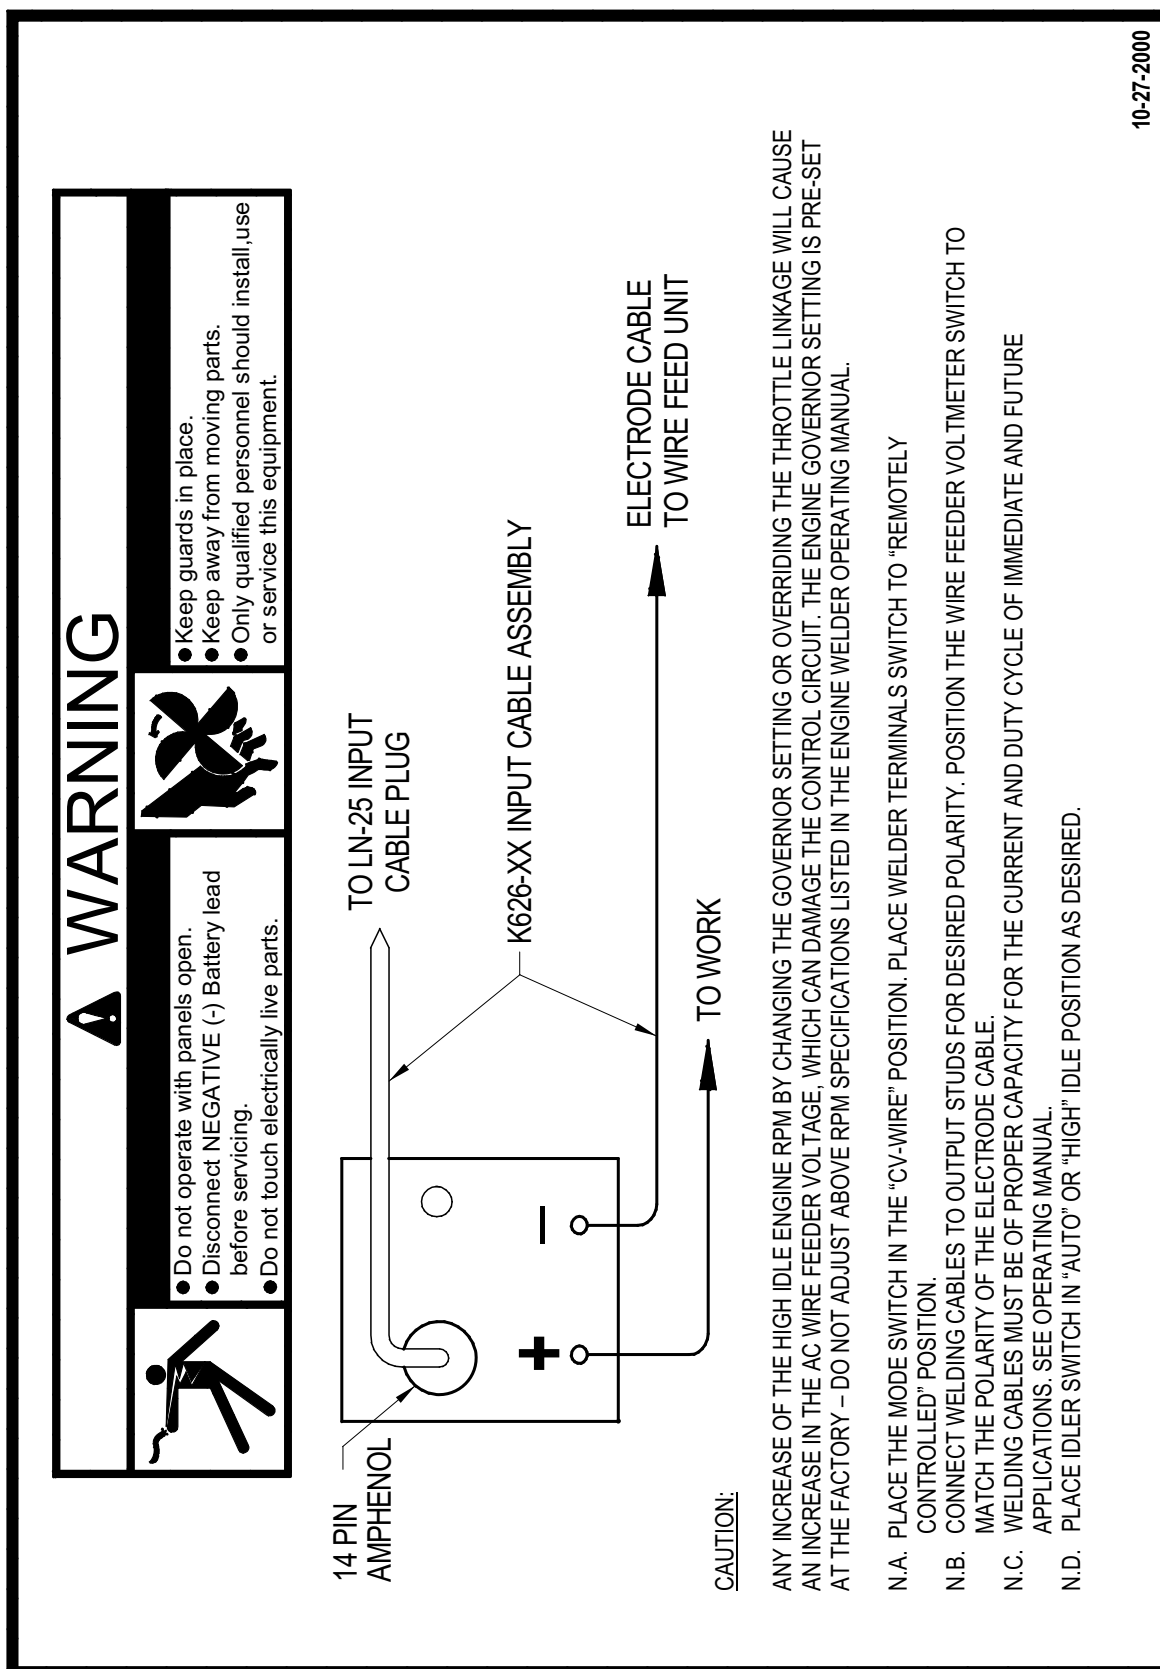 WARNING
● Do not operate with panels open.
● Disconnect NEGATIVE (-) Battery lead
before servicing.
● Do not touch electrically live parts.
● Keep guards in place.
● Keep away from moving parts.
● Only qualified personnel should install,use
or service this equipment.
14 PIN
AMPHENOL
TO LN-25 INPUT
CABLE PLUG
K626-XX INPUT CABLE ASSEMBLY
+
–
ELECTRODE CABLE
TO WIRE FEED UNIT
TO WORK
CAUTION:
ANY INCREASE OF THE HIGH IDLE ENGINE RPM BY CHANGING THE GOVERNOR SETTING OR OVERRIDING THE THROTTLE LINKAGE WILL CAUSE
AN INCREASE IN THE AC WIRE FEEDER VOLTAGE, WHICH CAN DAMAGE THE CONTROL CIRCUIT. THE ENGINE GOVERNOR SETTING IS PRE-SET
AT THE FACTORY – DO NOT ADJUST ABOVE RPM SPECIFICATIONS LISTED IN THE ENGINE WELDER OPERATING MANUAL.
N.A. PLACE THE MODE SWITCH IN THE "CV-WIRE" POSITION. PLACE WELDER TERMINALS SWITCH TO "REMOTELY
CONTROLLED" POSITION.
N.B. CONNECT WELDING CABLES TO OUTPUT STUDS FOR DESIRED POLARITY. POSITION THE WIRE FEEDER VOLTMETER SWITCH TO
MATCH THE POLARITY OF THE ELECTRODE CABLE.
N.C. WELDING CABLES MUST BE OF PROPER CAPACITY FOR THE CURRENT AND DUTY CYCLE OF IMMEDIATE AND FUTURE
APPLICATIONS. SEE OPERATING MANUAL.
N.D. PLACE IDLER SWITCH IN "AUTO" OR "HIGH" IDLE POSITION AS DESIRED.
10-27-2000